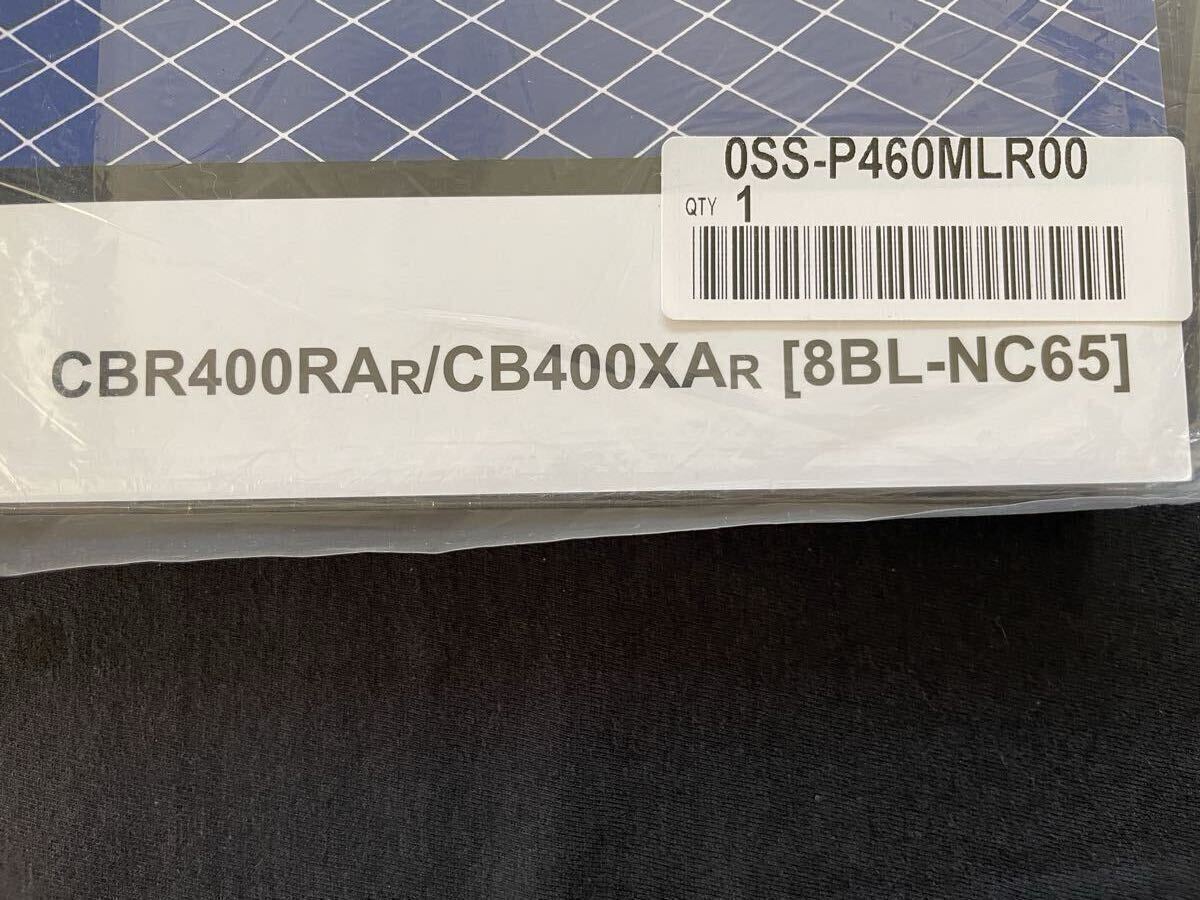 0SS-P460MLR00
QTY 1
CBR400RAR/CB400XAR [8BL-NC65]